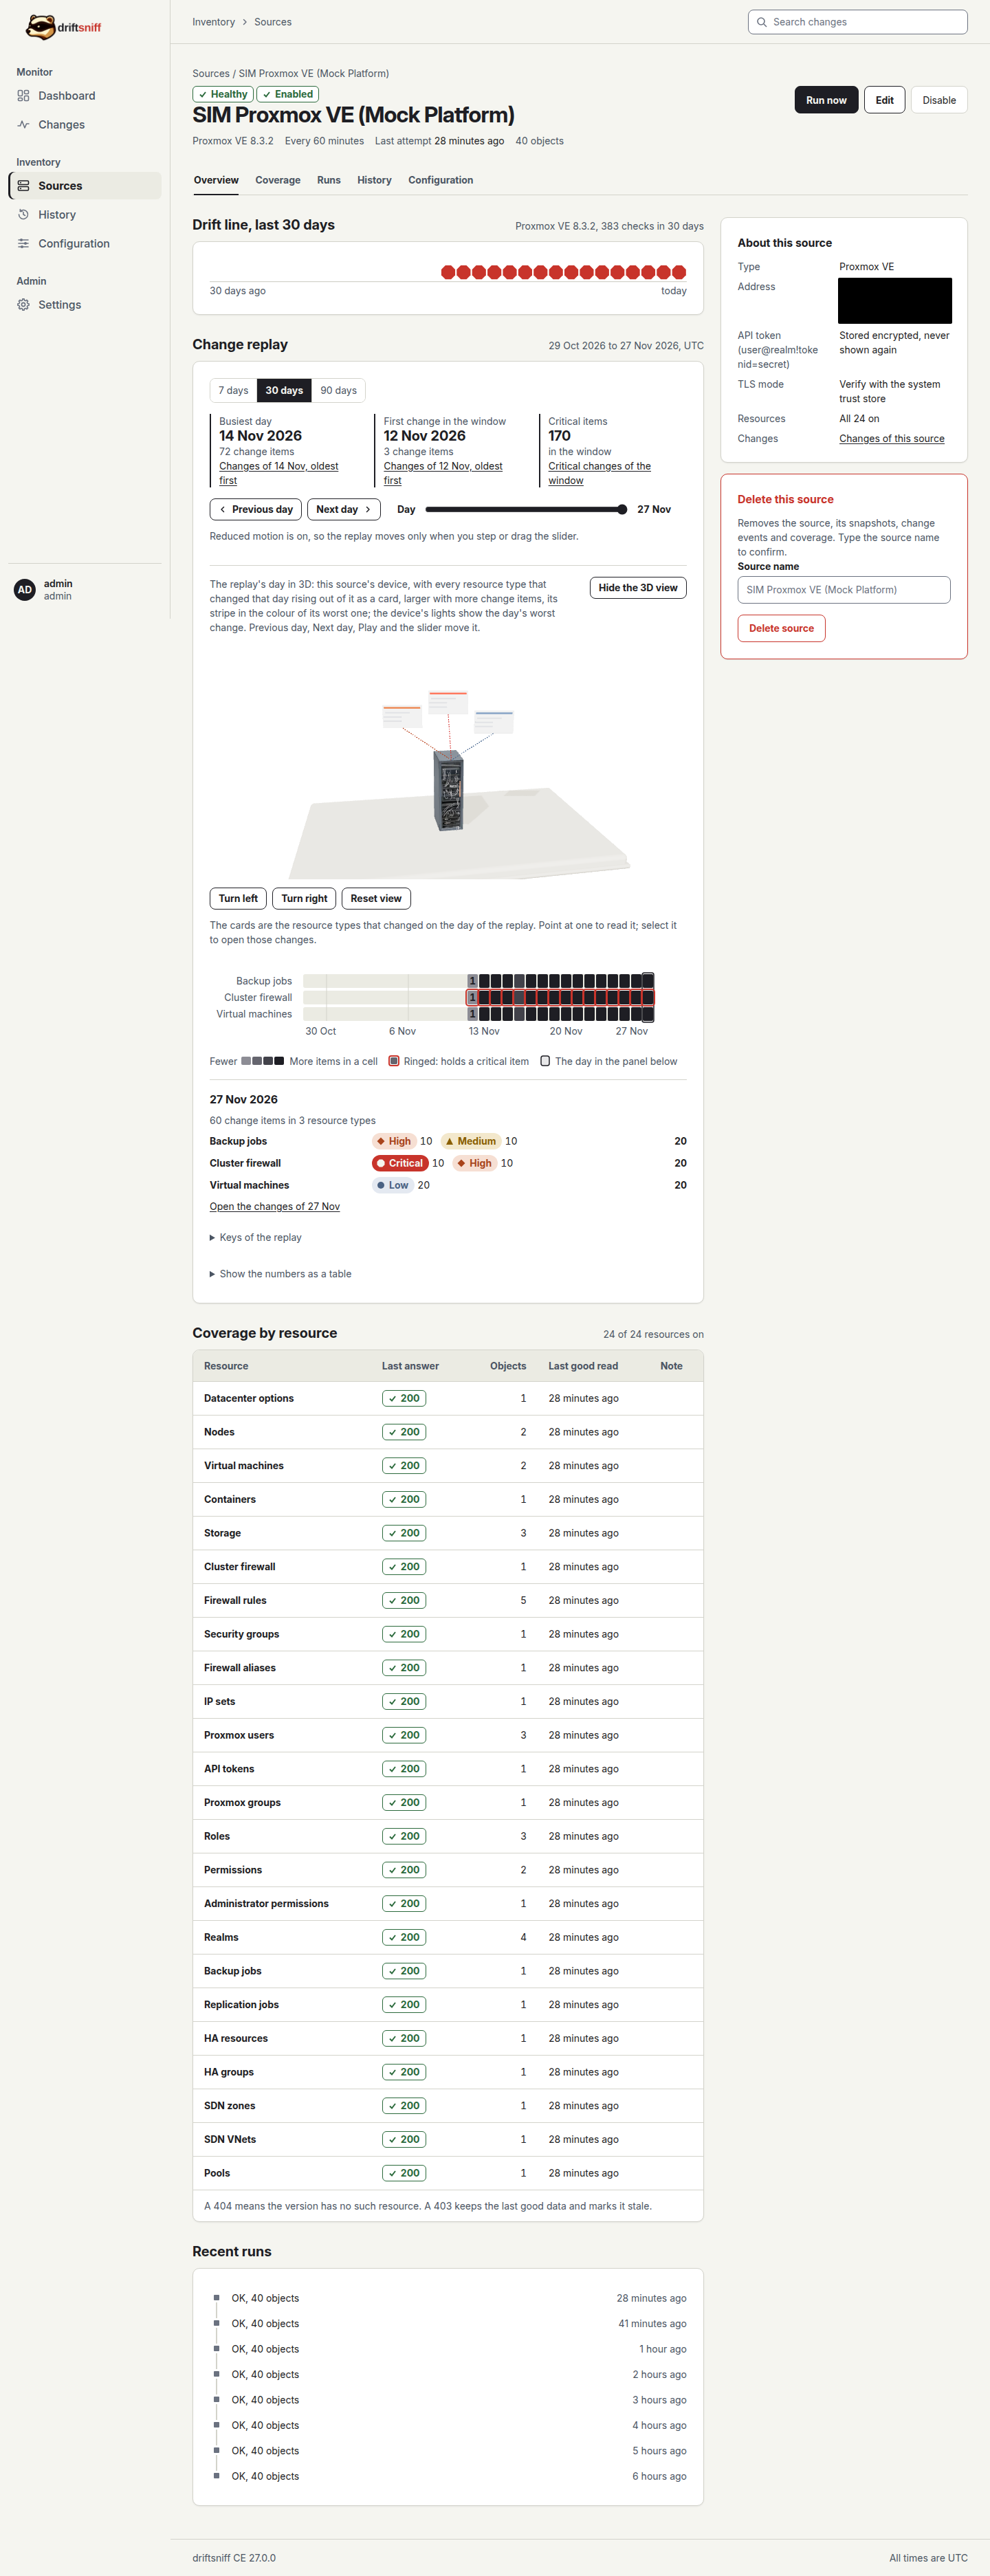 driftsniff
Monitor
Dashboard
Changes
Inventory
Sources
History
Configuration
Admin
Settings
AD
admin
admin
Inventory > Sources
Search changes
Sources / SIM Proxmox VE (Mock Platform)
Healthy Enabled
SIM Proxmox VE (Mock Platform)
Proxmox VE 8.3.2 Every 60 minutes Last attempt 28 minutes ago 40 objects
Run now Edit Disable
Overview Coverage Runs History Configuration
Drift line, last 30 days
Proxmox VE 8.3.2, 383 checks in 30 days
30 days ago today
Change replay
29 Oct 2026 to 27 Nov 2026, UTC
7 days 30 days 90 days
Busiest day
14 Nov 2026
72 change items
Changes of 14 Nov, oldest
first
First change in the window
12 Nov 2026
3 change items
Changes of 12 Nov, oldest
first
Critical items
170
in the window
Critical changes of the
window
Previous day Next day Day 27 Nov
Reduced motion is on, so the replay moves only when you step or drag the slider.
The replay's day in 3D: this source's device, with every resource type that
changed that day rising out of it as a card, larger with more change items, its
stripe in the colour of its worst one; the device's lights show the day's worst
change. Previous day, Next day, Play and the slider move it.
Hide the 3D view
Turn left Turn right Reset view
The cards are the resource types that changed on the day of the replay. Point at one to read it; select it
to open those changes.
Backup jobs 1
Cluster firewall 1
Virtual machines 1
30 Oct 6 Nov 13 Nov 20 Nov 27 Nov
Fewer More items in a cell Ringed: holds a critical item The day in the panel below
27 Nov 2026
60 change items in 3 resource types
Backup jobs High 10 Medium 10 20
Cluster firewall Critical 10 High 10 20
Virtual machines Low 20 20
Open the changes of 27 Nov
Keys of the replay
Show the numbers as a table
Coverage by resource
24 of 24 resources on
Resource Last answer Objects Last good read Note
Datacenter options 200 1 28 minutes ago
Nodes 200 2 28 minutes ago
Virtual machines 200 2 28 minutes ago
Containers 200 1 28 minutes ago
Storage 200 3 28 minutes ago
Cluster firewall 200 1 28 minutes ago
Firewall rules 200 5 28 minutes ago
Security groups 200 1 28 minutes ago
Firewall aliases 200 1 28 minutes ago
IP sets 200 1 28 minutes ago
Proxmox users 200 3 28 minutes ago
API tokens 200 1 28 minutes ago
Proxmox groups 200 1 28 minutes ago
Roles 200 3 28 minutes ago
Permissions 200 2 28 minutes ago
Administrator permissions 200 1 28 minutes ago
Realms 200 4 28 minutes ago
Backup jobs 200 1 28 minutes ago
Replication jobs 200 1 28 minutes ago
HA resources 200 1 28 minutes ago
HA groups 200 1 28 minutes ago
SDN zones 200 1 28 minutes ago
SDN VNets 200 1 28 minutes ago
Pools 200 1 28 minutes ago
A 404 means the version has no such resource. A 403 keeps the last good data and marks it stale.
Recent runs
OK, 40 objects 28 minutes ago
OK, 40 objects 41 minutes ago
OK, 40 objects 1 hour ago
OK, 40 objects 2 hours ago
OK, 40 objects 3 hours ago
OK, 40 objects 4 hours ago
OK, 40 objects 5 hours ago
OK, 40 objects 6 hours ago
About this source
Type Proxmox VE
Address
API token
(user@realm!toke
nid=secret)
Stored encrypted, never
shown again
TLS mode
Verify with the system
trust store
Resources All 24 on
Changes Changes of this source
Delete this source
Removes the source, its snapshots, change
events and coverage. Type the source name
to confirm.
Source name
SIM Proxmox VE (Mock Platform)
Delete source
driftsniff CE 27.0.0
All times are UTC